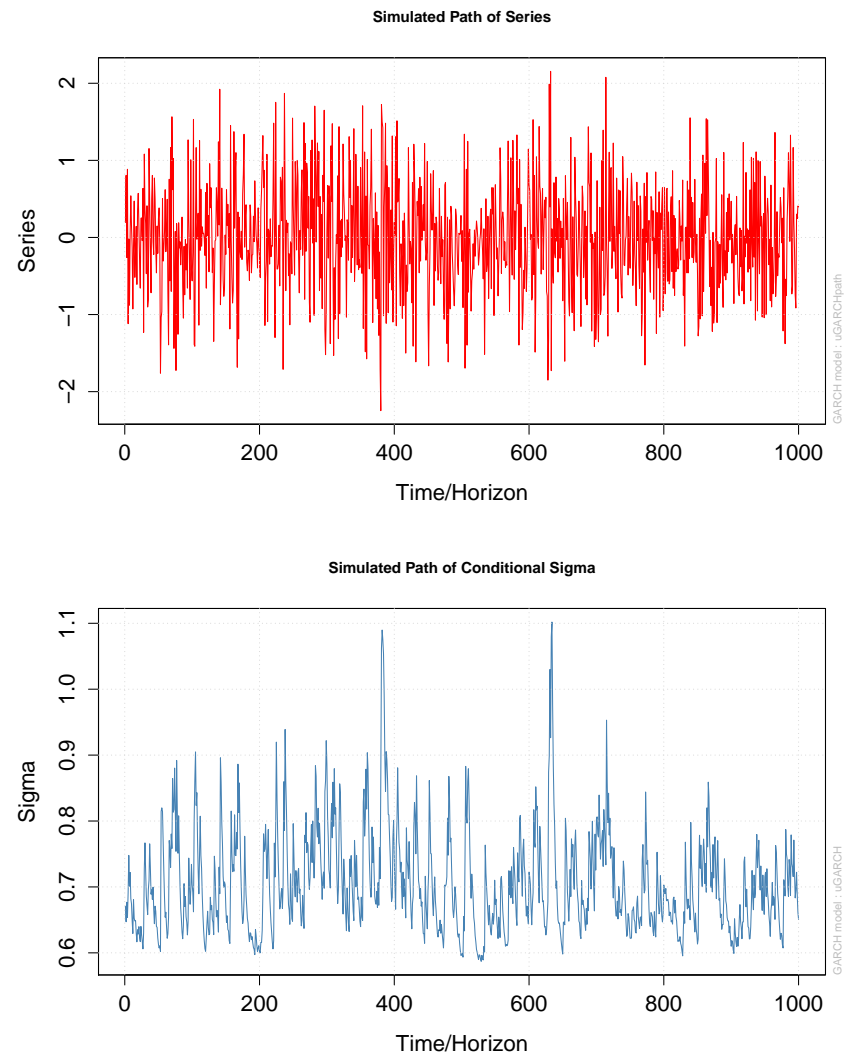 Simulated Path of Series
2
1
0
−1
−2
Series
0 200 400 600 800 1000
Time/Horizon
GARCH model : uGARCHpath
Simulated Path of Conditional Sigma
1.1
1.0
0.9
0.8
0.7
0.6
Sigma
0 200 400 600 800 1000
Time/Horizon
GARCH model : uGARCH